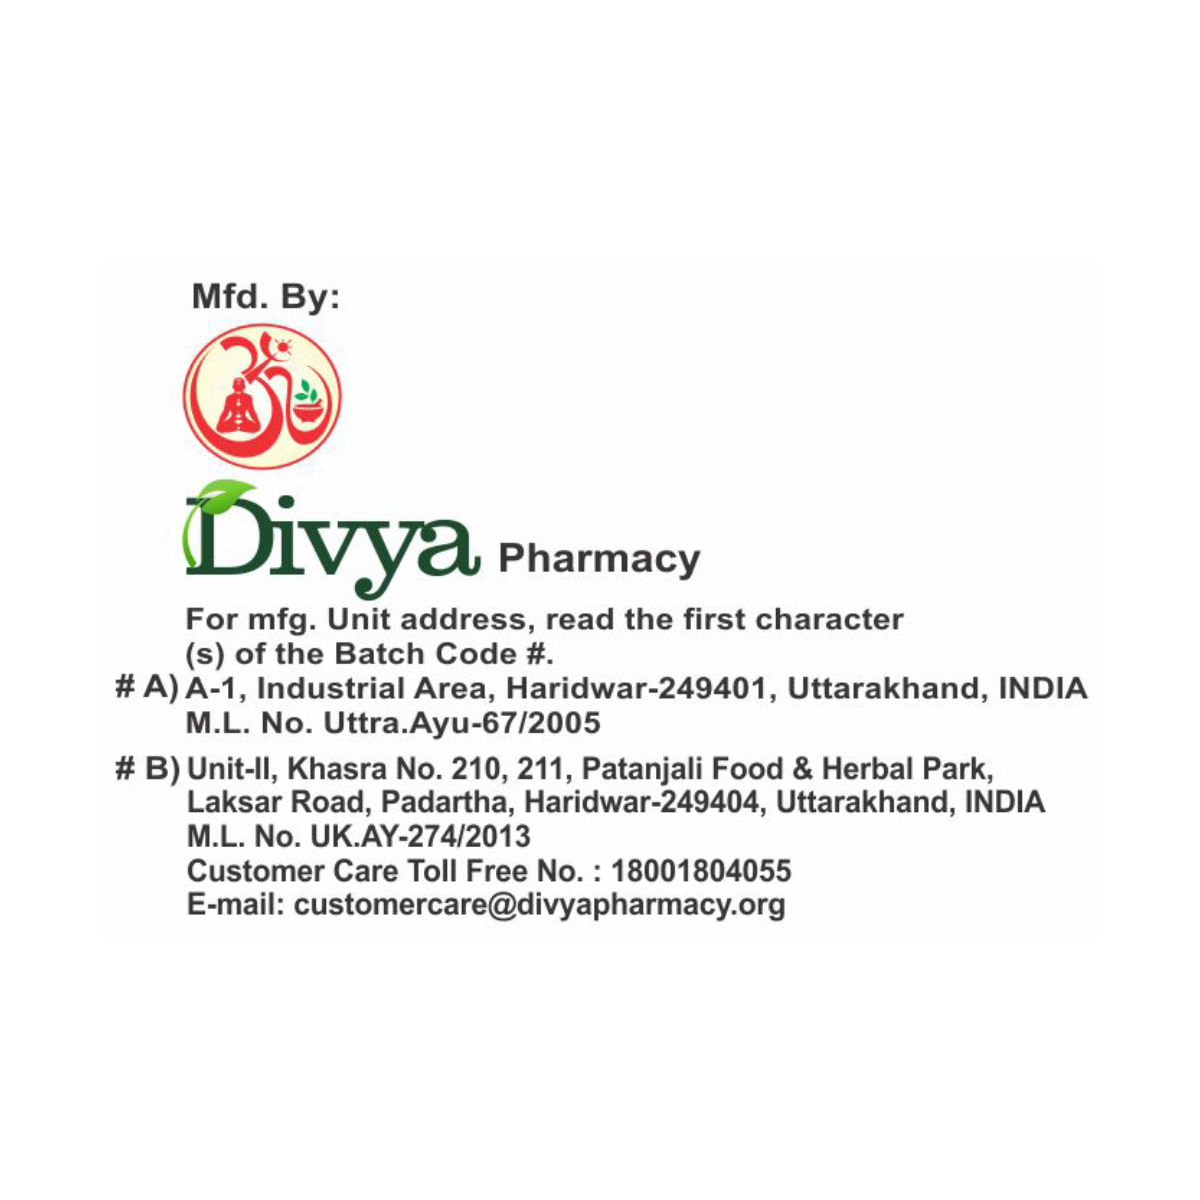 Mfd. By:
Divya Pharmacy
For mfg. Unit address, read the first character
(s) of the Batch Code #.
# A) A-1, Industrial Area, Haridwar-249401, Uttarakhand, INDIA
M.L. No. Uttra.Ayu-67/2005
# B) Unit-II, Khasra No. 210, 211, Patanjali Food & Herbal Park,
Laksar Road, Padartha, Haridwar-249404, Uttarakhand, INDIA
M.L. No. UK.AY-274/2013
Customer Care Toll Free No. : 18001804055
E-mail: customercare@divyapharmacy.org